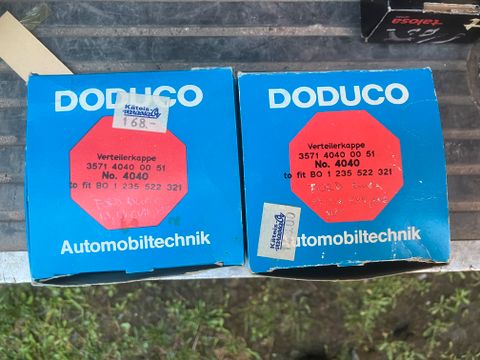 talosa
DODUCO
Käteis-
168.-
Verteilerkappe
3571 4040 00 51
No. 4040
to fit BO 1 235 522 321
Automobiltechnik
DODUCO
Verteilerkappe
3571 4040 00 51
No. 4040
to fit BO 1 235 522 321
Automobiltechnik